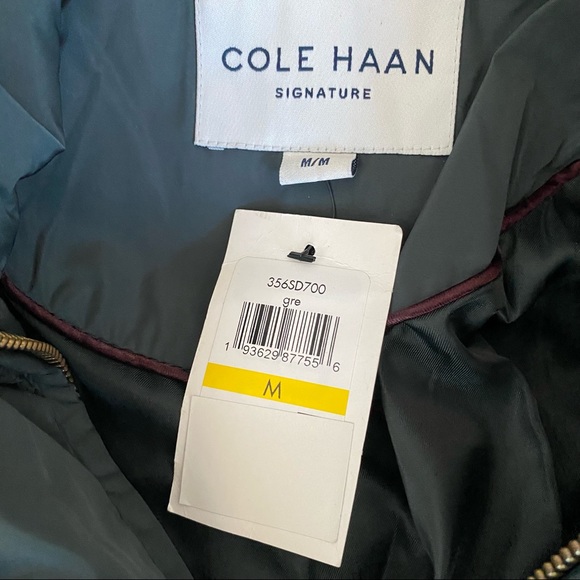 COLE HAAN
SIGNATURE
M/M
356SD700
gre
1 93629 87755 6
M